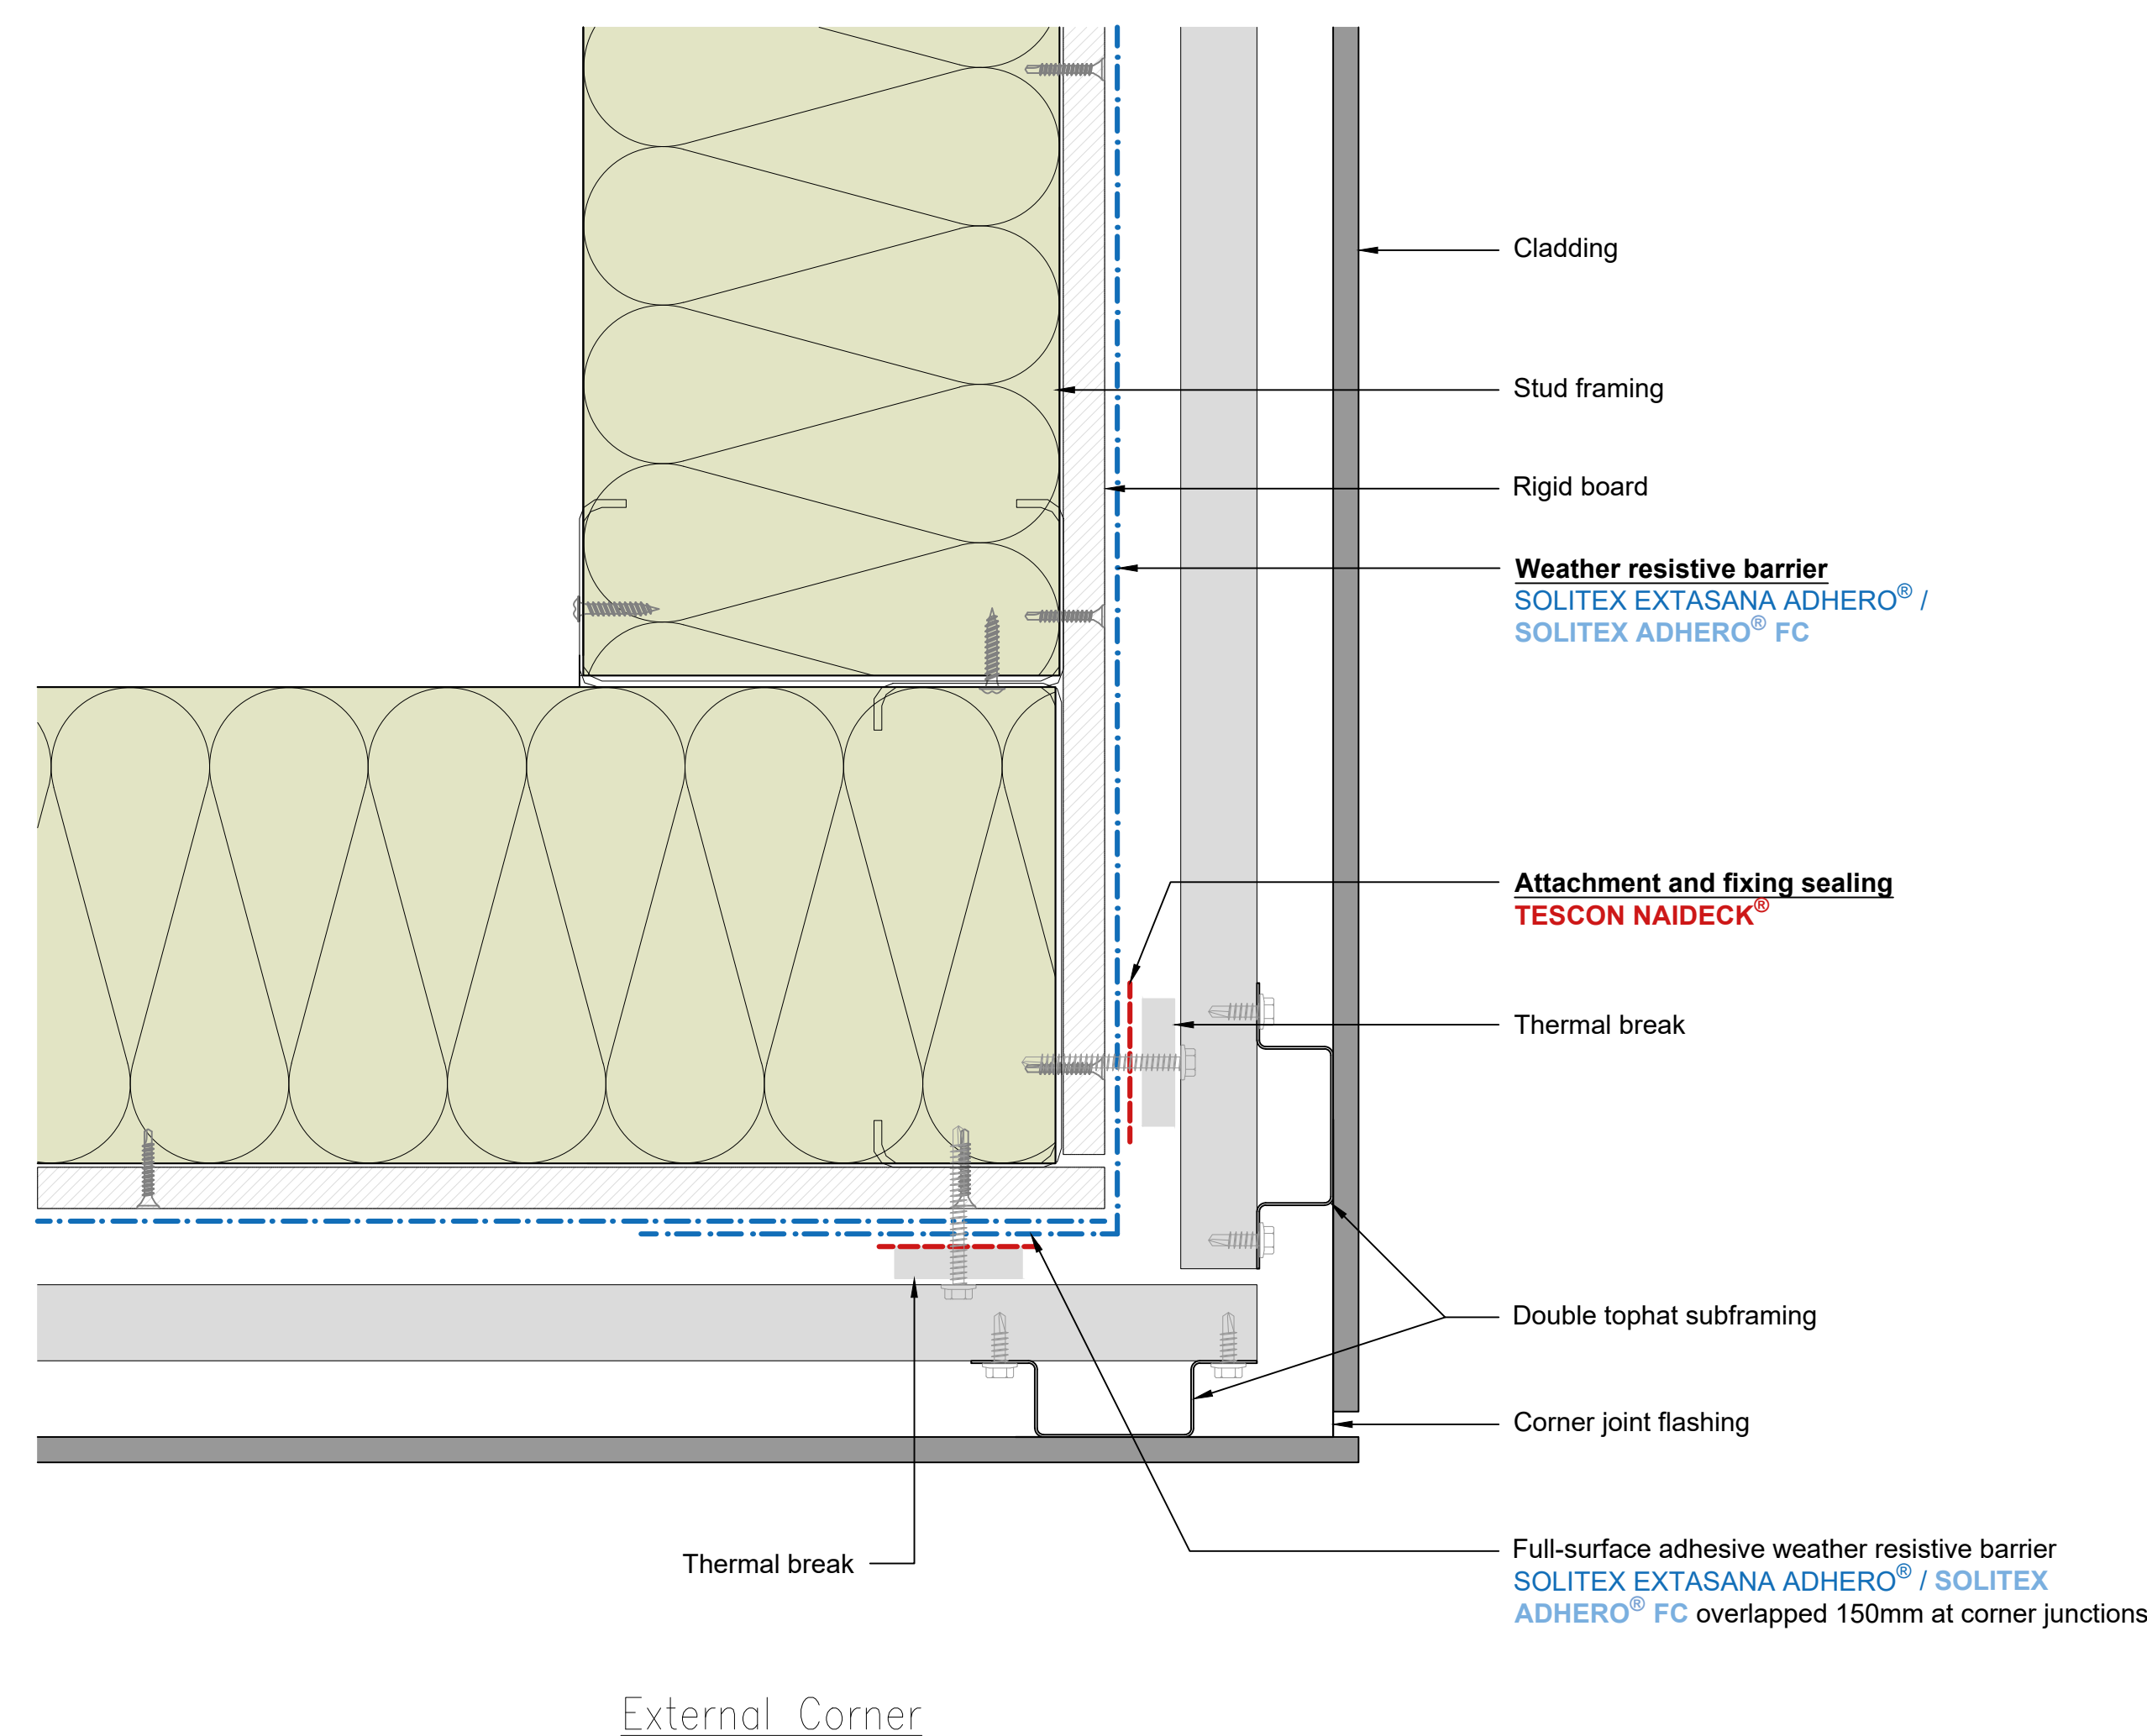 Cladding
Stud framing
Rigid board
Weather resistive barrier
SOLITEX EXTASANA ADHERO® /
SOLITEX ADHERO® FC
Attachment and fixing sealing
TESCON NAIDECK®
Thermal break
Double tophat subframing
Corner joint flashing
Thermal break
Full-surface adhesive weather resistive barrier
SOLITEX EXTASANA ADHERO® / SOLITEX
ADHERO® FC overlapped 150mm at corner junctions
External Corner